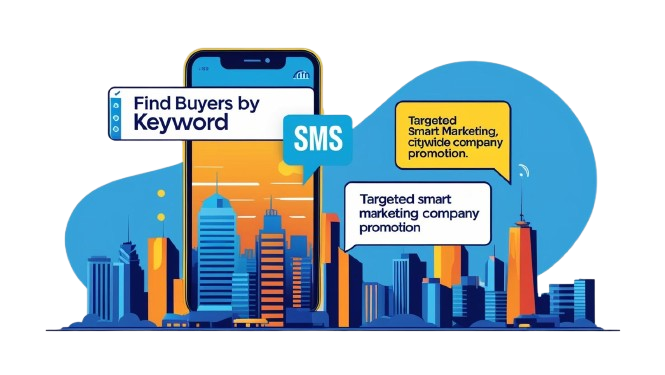 Find Buyers by
Keyword
SMS
Targeted
Smart Marketing,
citywide company
promotion.
Targeted smart
marketing company
promotion